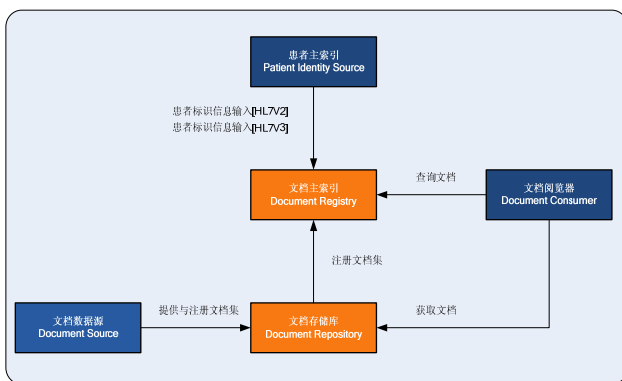 患者主索引
Patient Identity Source
患者标识信息输入[HL7V2]
患者标识信息输入[HL7V3]
文档主索引
Document Registry
查询文档
文档阅览器
Document Consumer
注册文档集
文档数据源
Document Source
提供与注册文档集
文档存储库
Document Repository
获取文档